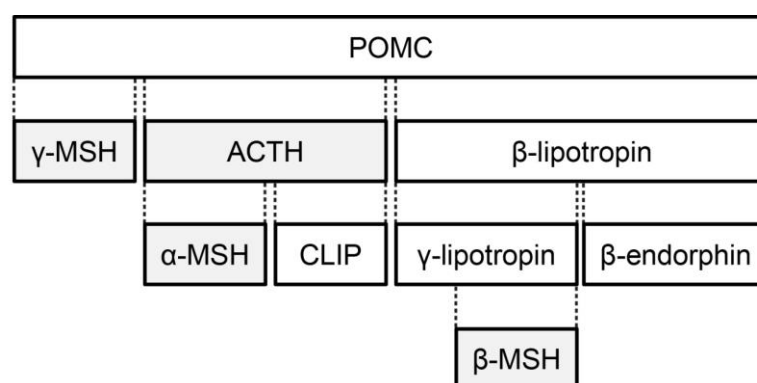 POMC
γ-MSH ACTH β-lipotropin
α-MSH CLIP γ-lipotropin β-endorphin
β-MSH